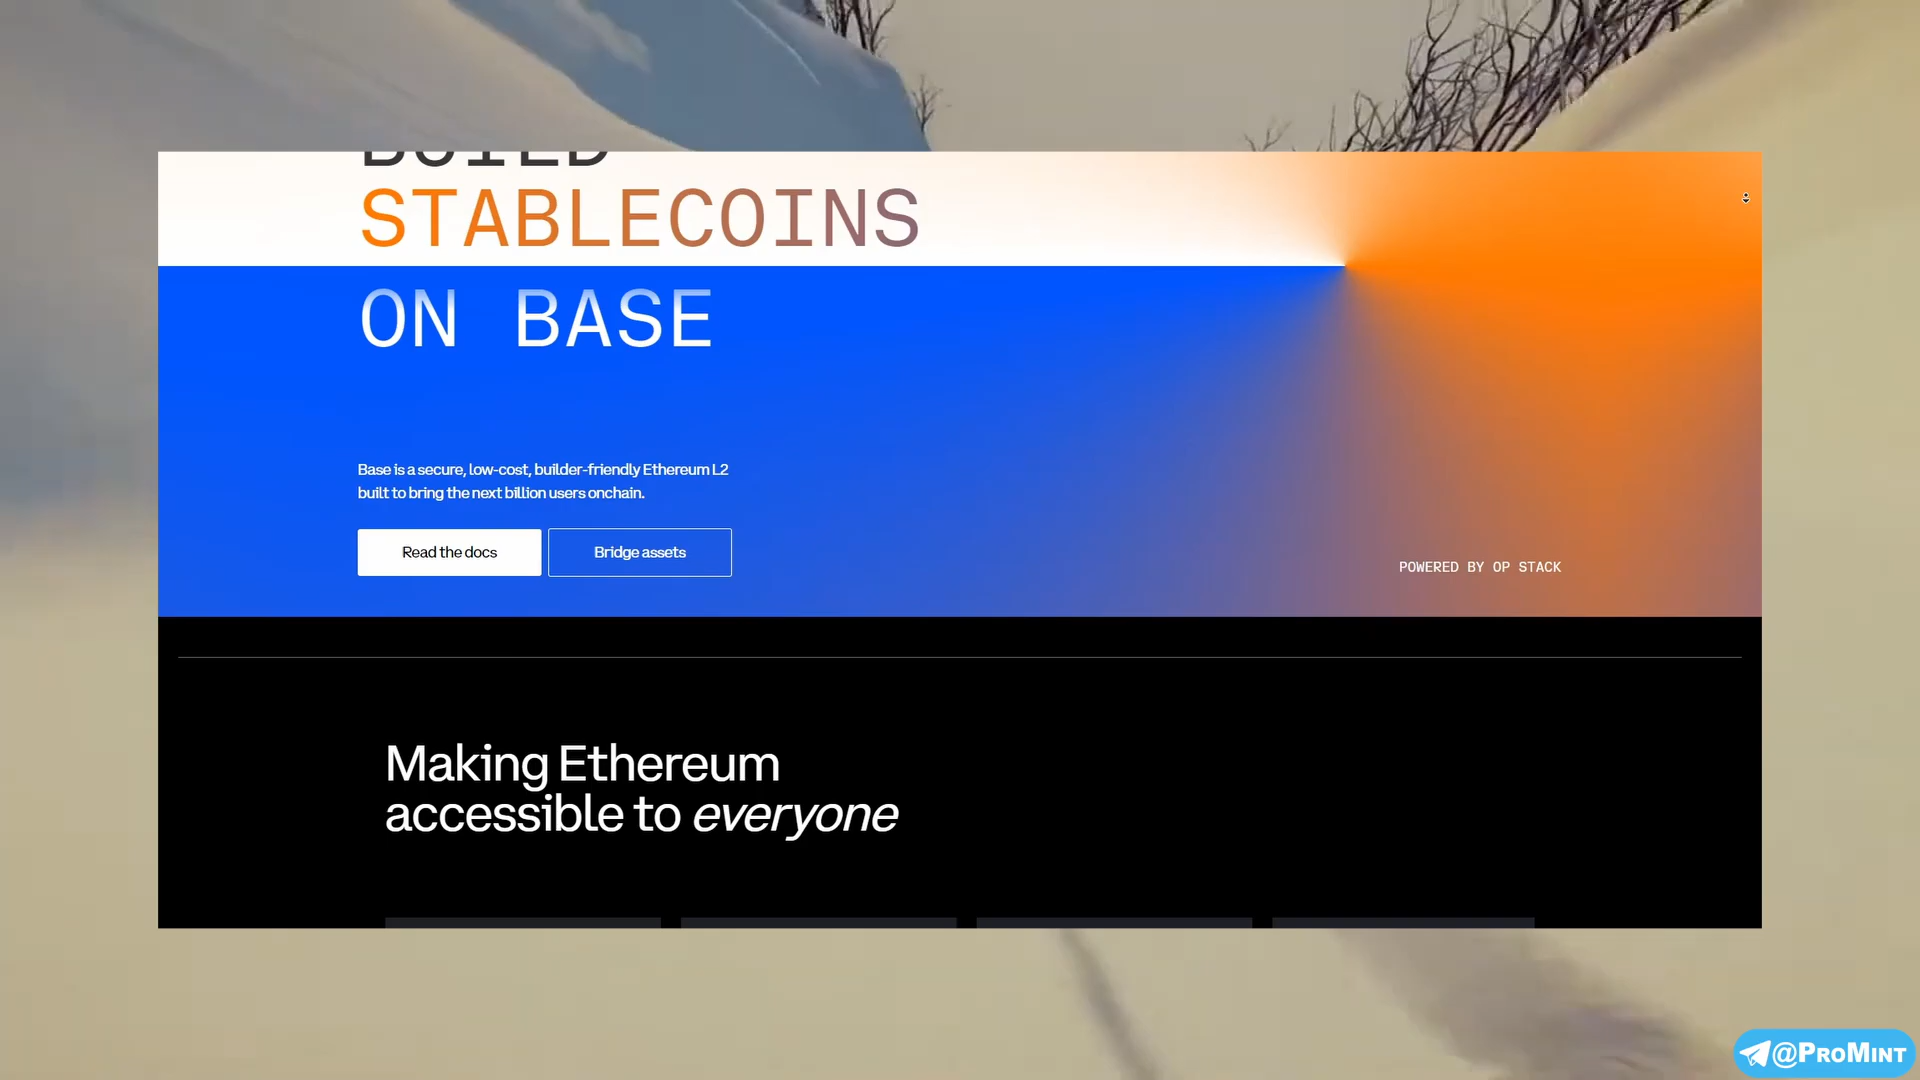 BUILD
STABLECOINS
ON BASE
Base is a secure, low-cost, builder-friendly Ethereum L2
built to bring the next billion users onchain.
Read the docs
Bridge assets
POWERED BY OP STACK
Making Ethereum
accessible to everyone
@PROMINT